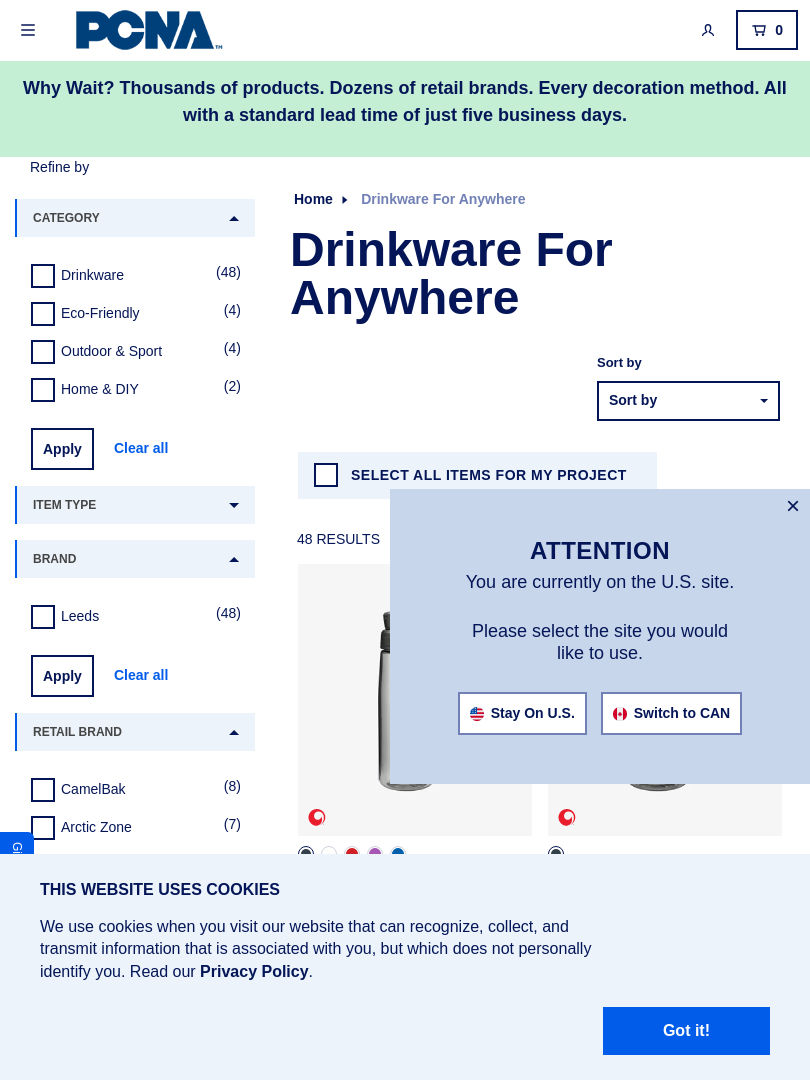 PCNA™
0
Why Wait? Thousands of products. Dozens of retail brands. Every decoration method. All
with a standard lead time of just five business days.
Refine by
CATEGORY
Drinkware (48)
Eco-Friendly (4)
Outdoor & Sport (4)
Home & DIY (2)
Apply Clear all
ITEM TYPE
BRAND
Leeds (48)
Apply Clear all
RETAIL BRAND
CamelBak (8)
Arctic Zone (7)
Home Drinkware For Anywhere
Drinkware For
Anywhere
Sort by
Sort by
SELECT ALL ITEMS FOR MY PROJECT
48 RESULTS
×
ATTENTION
You are currently on the U.S. site.
Please select the site you would
like to use.
Stay On U.S. Switch to CAN
THIS WEBSITE USES COOKIES
We use cookies when you visit our website that can recognize, collect, and
transmit information that is associated with you, but which does not personally
identify you. Read our Privacy Policy.
Got it!